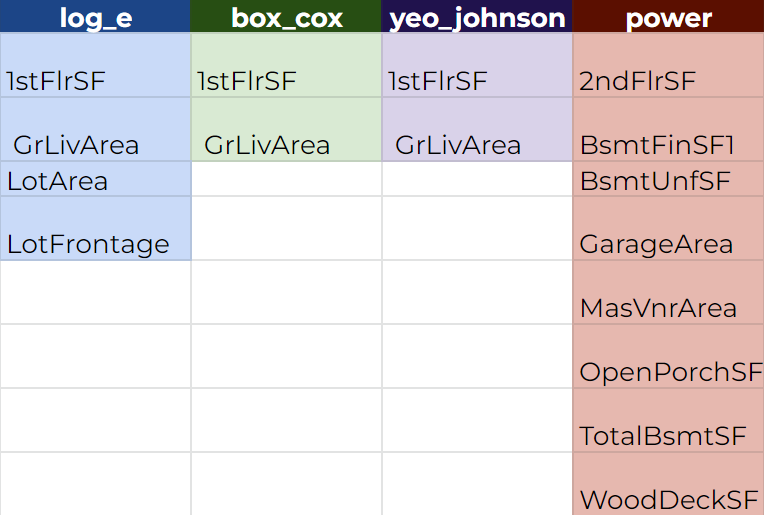 log_e box_cox yeo_johnson power
1stFlrSF 1stFlrSF 1stFlrSF 2ndFlrSF
GrLivArea GrLivArea GrLivArea BsmtFinSF1
LotArea BsmtUnfSF
LotFrontage GarageArea
MasVnrArea
OpenPorchSF
TotalBsmtSF
WoodDeckSF